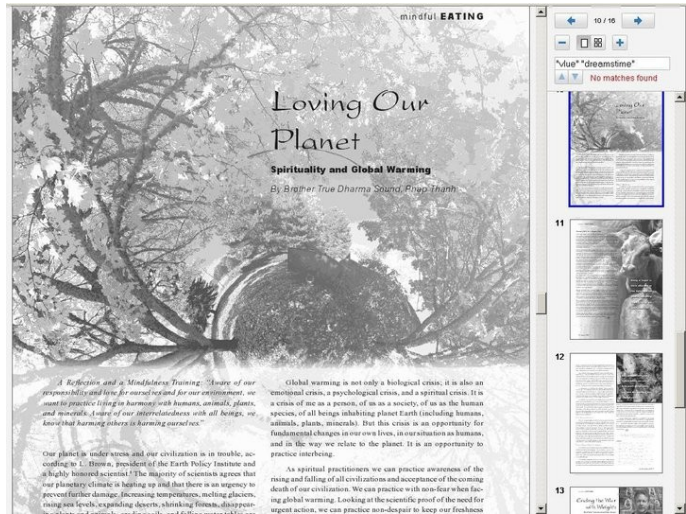 mindful EATING
Loving Our
Planet
Spirituality and Global Warming
By Brother True Dharma Sound, Phap Thanh
A Reflection and a Mindfulness Training: "Aware of our
responsibility and love for ourselves and for our environment, we
want to practice living in harmony with humans, animals, plants,
and minerals. Aware of our interrelatedness with all beings, we
know that harming others is harming ourselves."
Our planet is under stress and our civilization is in trouble, ac-
cording to L. Brown, president of the Earth Policy Institute and
a highly honored scientist.¹ The majority of scientists agrees that
our planetary climate is heating up and that there is an urgency to
prevent further damage. Increasing temperatures, melting glaciers,
rising sea levels, expanding deserts, shrinking forests, disappear-
Global warming is not only a biological crisis; it is also an
emotional crisis, a psychological crisis, and a spiritual crisis. It is
a crisis of me as a person, of us as a society, of us as the human
species, of all beings inhabiting planet Earth (including humans,
animals, plants, minerals). But this crisis is an opportunity for
fundamental changes in our own lives, in our situation as humans,
and in the way we relate to the planet. It is an opportunity to
practice interbeing.
As spiritual practitioners we can practice awareness of the
rising and falling of all civilizations and acceptance of the coming
death of our civilization. We can practice with non-fear when fac-
ing global warming. Looking at the scientific proof of the need for
urgent action, we can practice non-despair to keep our freshness
10 / 16
"vlue" "dreamstime"
No matches found
Loving Our
Planet
11
12
13